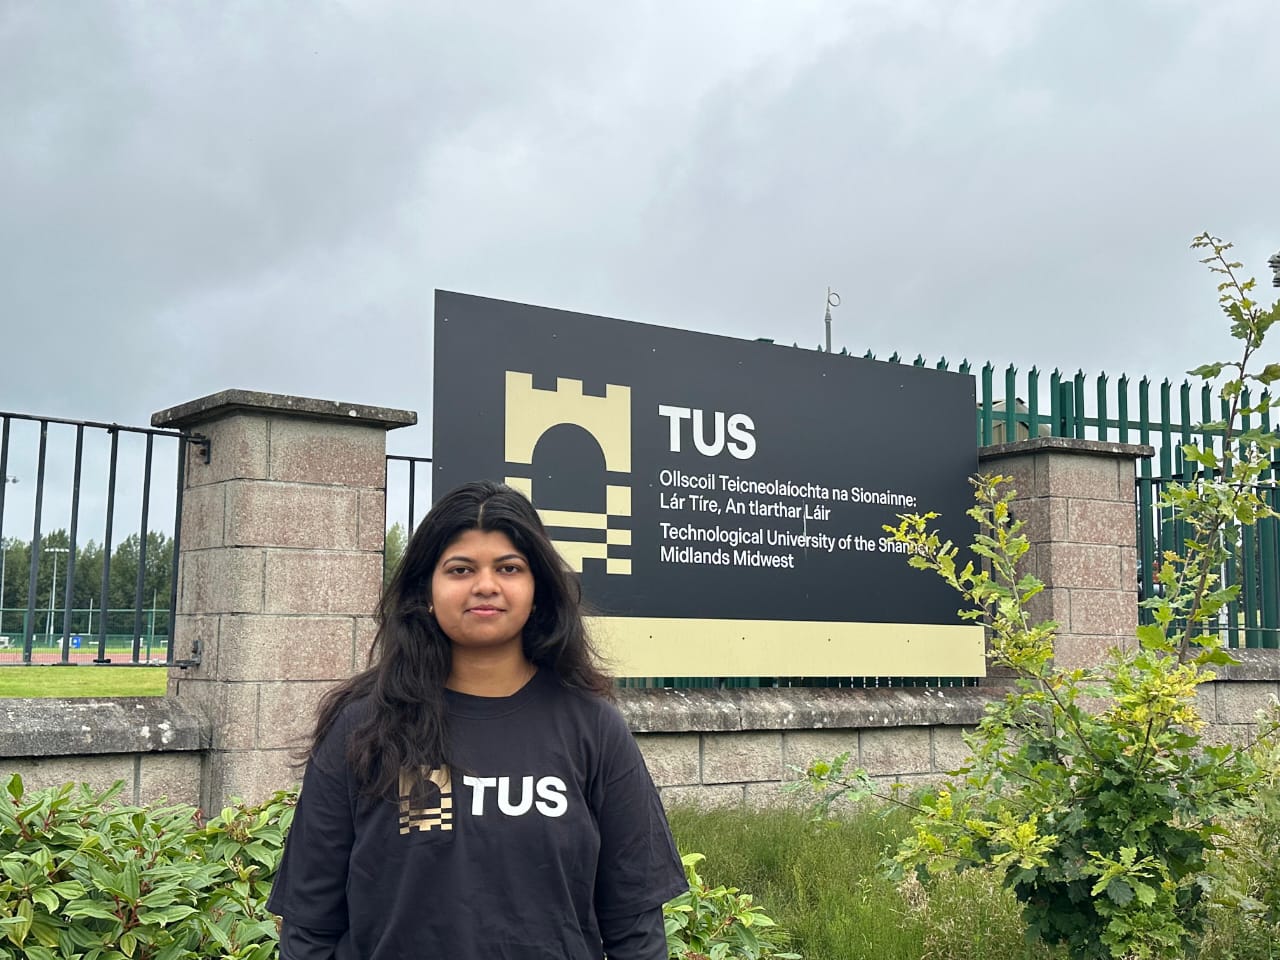 TUS
Ollscoil Teicneolaíochta na Sionainne:
Lár Tíre, An tIarthar Láir
Technological University of the
Midlands Midwest
TUS